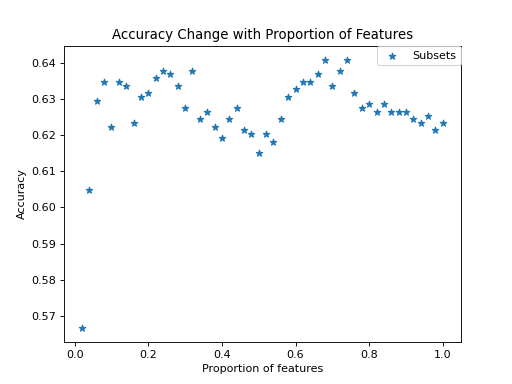 Accuracy Change with Proportion of Features
Subsets
0.64
0.63
0.62
0.61
0.60
0.59
0.58
0.57
Accuracy
0.0 0.2 0.4 0.6 0.8 1.0
Proportion of features